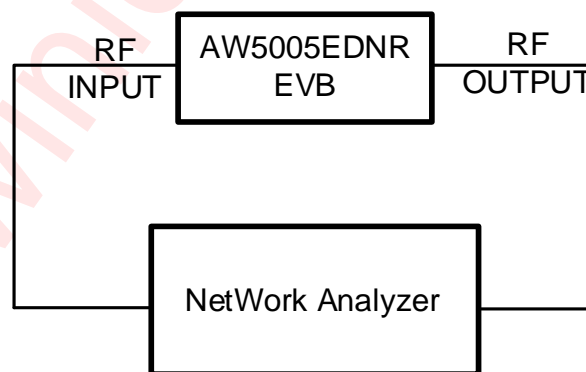 RF
INPUT
AW5005EDNR
EVB
RF
OUTPUT
NetWork Analyzer